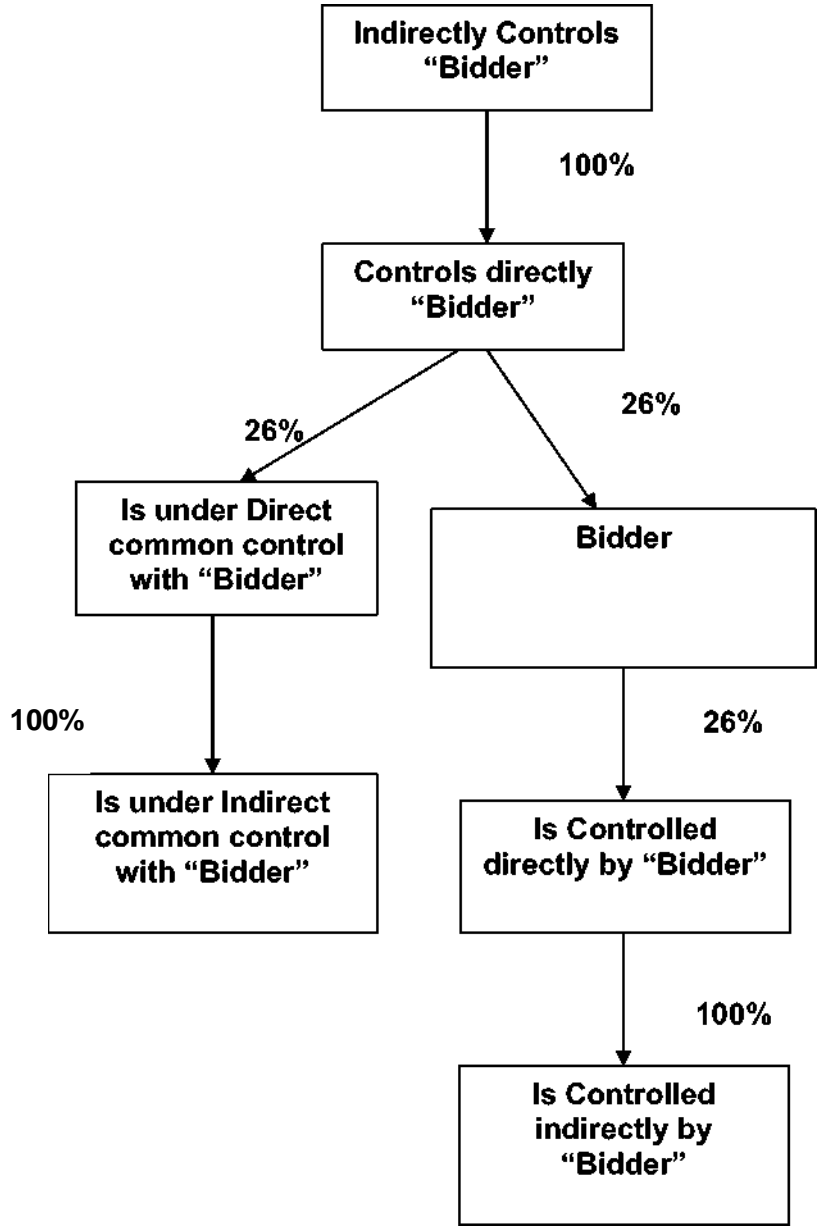 Indirectly Controls
“Bidder”
100%
Controls directly
“Bidder”
26%
26%
Is under Direct
common control
with “Bidder”
Bidder
100%
26%
Is under Indirect
common control
with “Bidder”
Is Controlled
directly by “Bidder”
100%
Is Controlled
indirectly by
“Bidder”